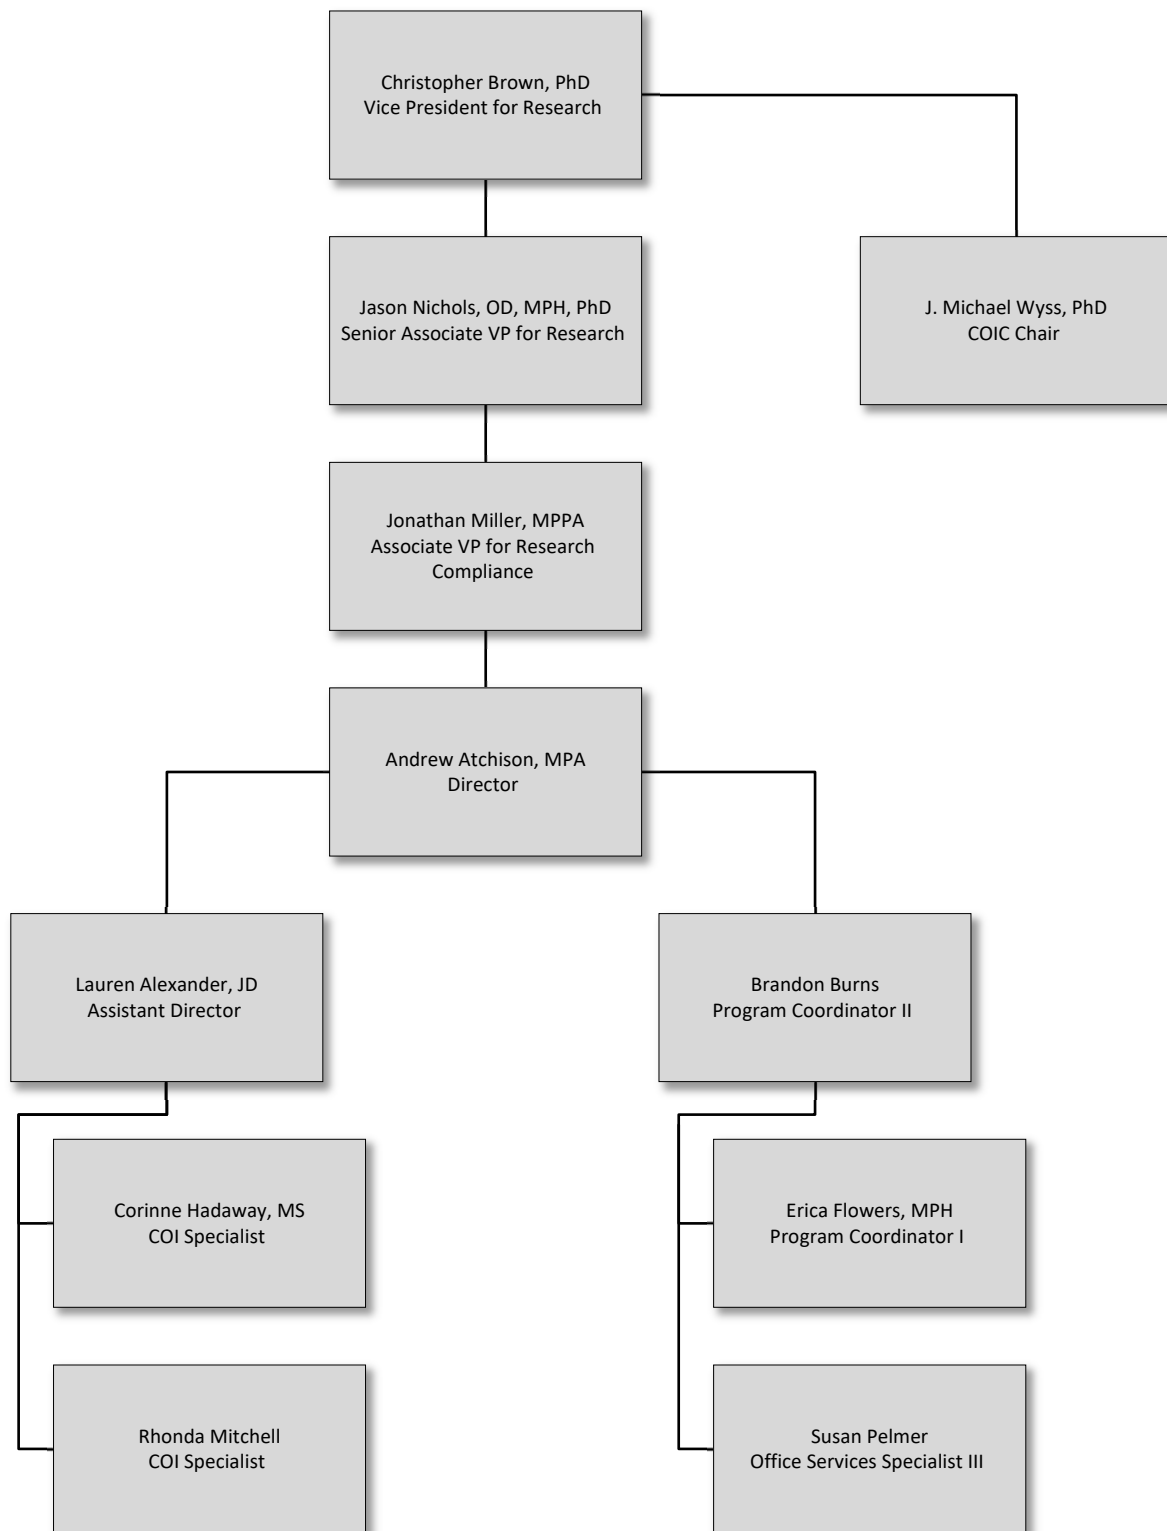 Christopher Brown, PhD
Vice President for Research
Jason Nichols, OD, MPH, PhD
Senior Associate VP for Research
J. Michael Wyss, PhD
COIC Chair
Jonathan Miller, MPPA
Associate VP for Research
Compliance
Andrew Atchison, MPA
Director
Lauren Alexander, JD
Assistant Director
Brandon Burns
Program Coordinator II
Corinne Hadaway, MS
COI Specialist
Erica Flowers, MPH
Program Coordinator I
Rhonda Mitchell
COI Specialist
Susan Pelmer
Office Services Specialist III